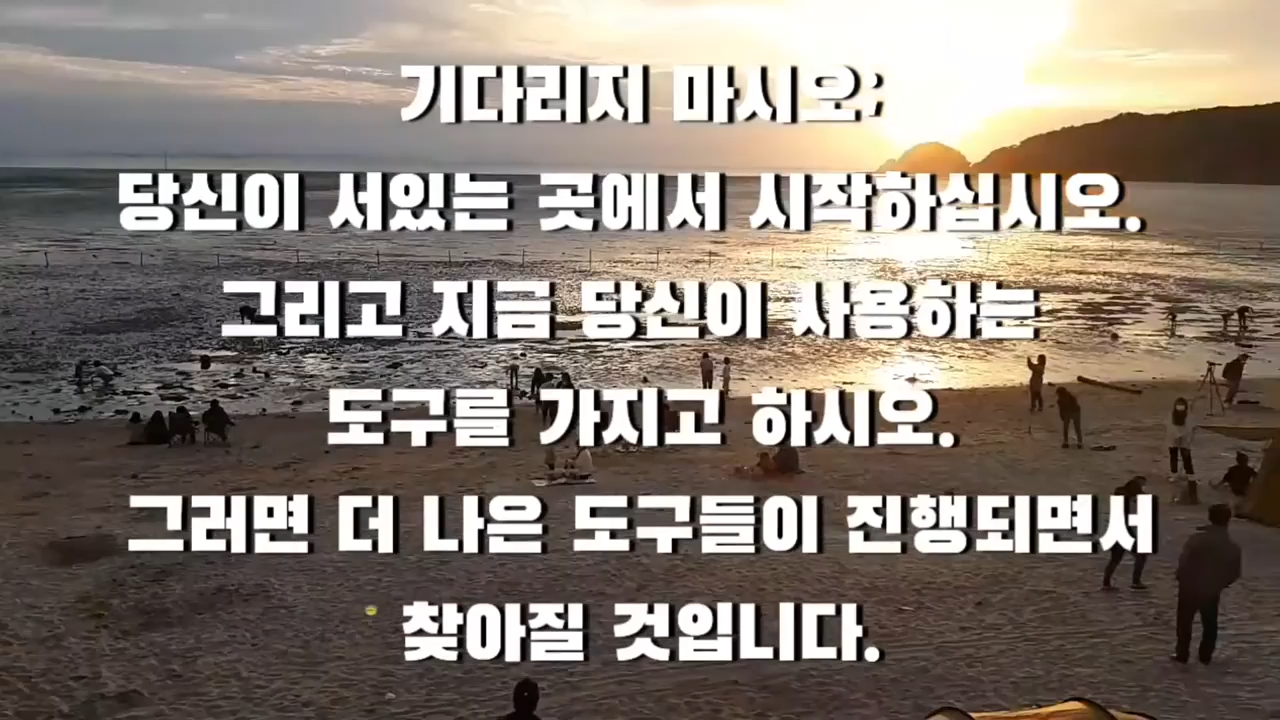 기다리지 마시오;
당신이 서있는 곳에서 시작하십시오.
그리고 지금 당신이 사용하는
도구를 가지고 하시오.
그러면 더 나은 도구들이 진행되면서
찾아질 것입니다.